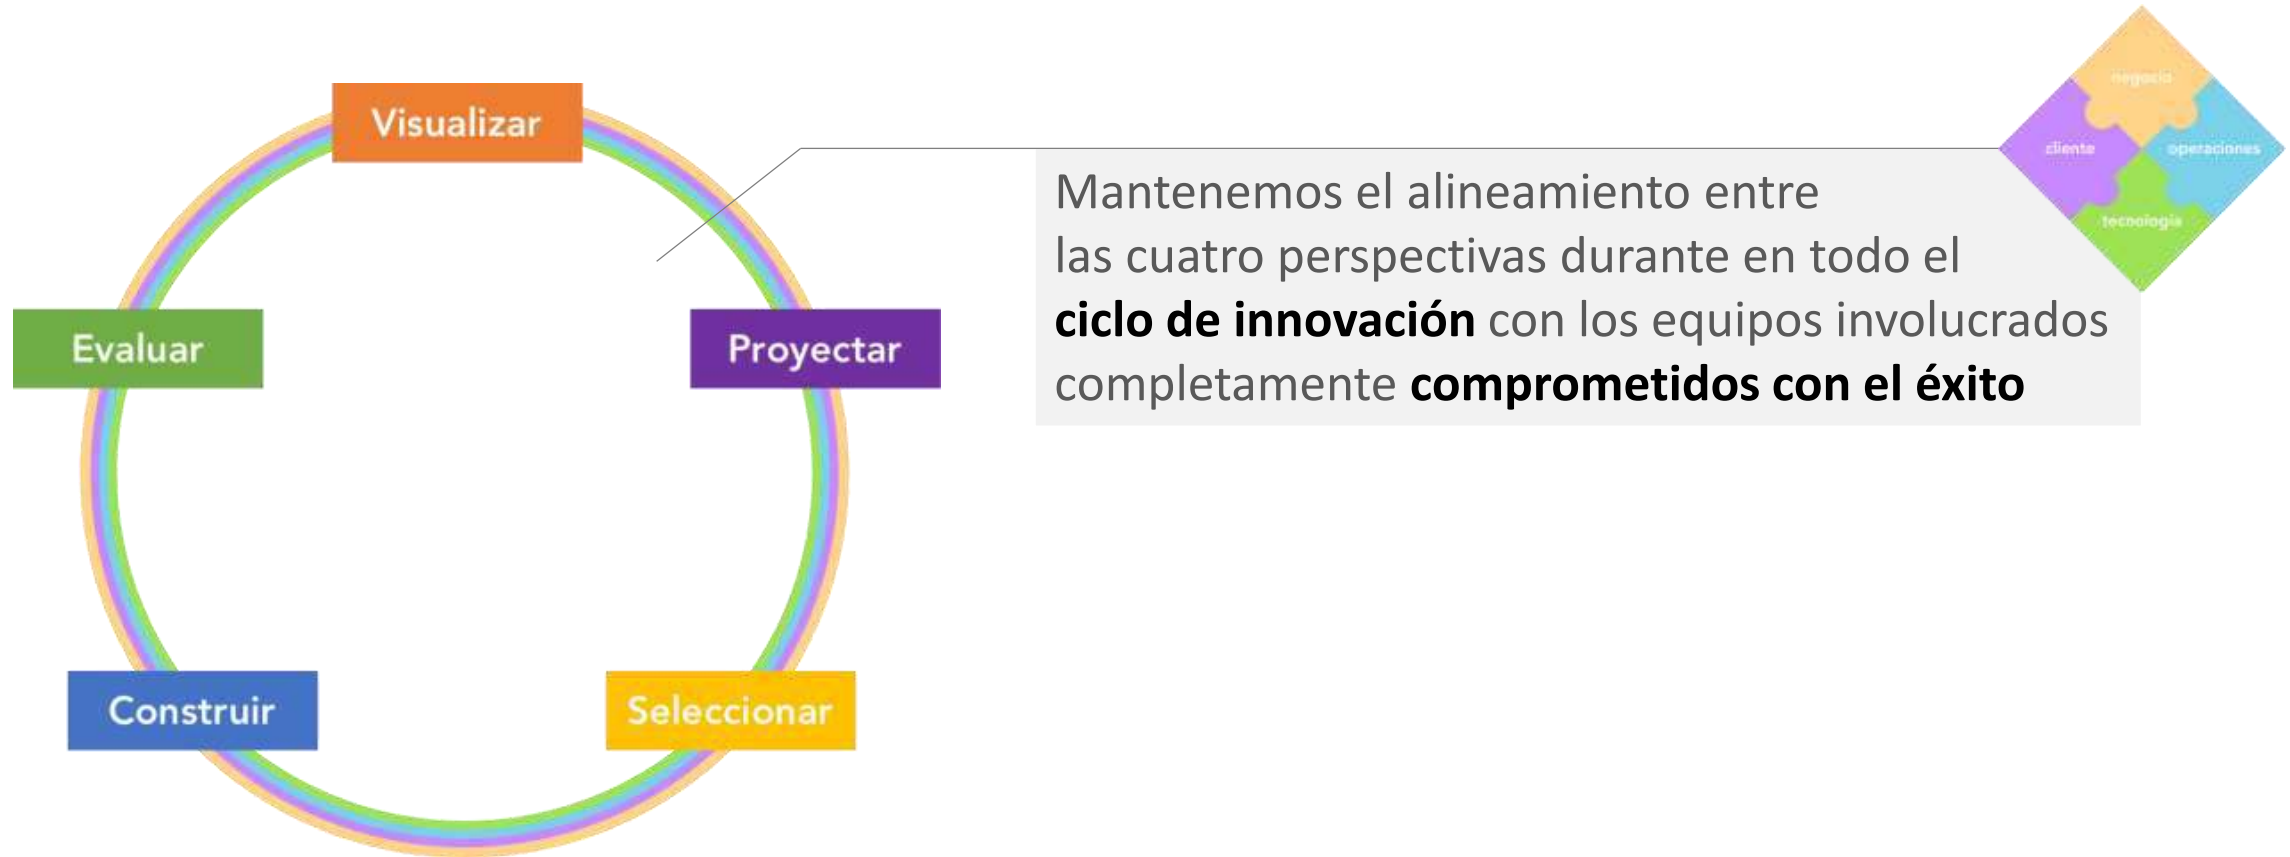 Visualizar
Evaluar
Proyectar
Construir
Seleccionar
negocio
cliente
operaciones
tecnología
Mantenemos el alineamiento entre
las cuatro perspectivas durante en todo el
ciclo de innovación con los equipos involucrados
completamente comprometidos con el éxito